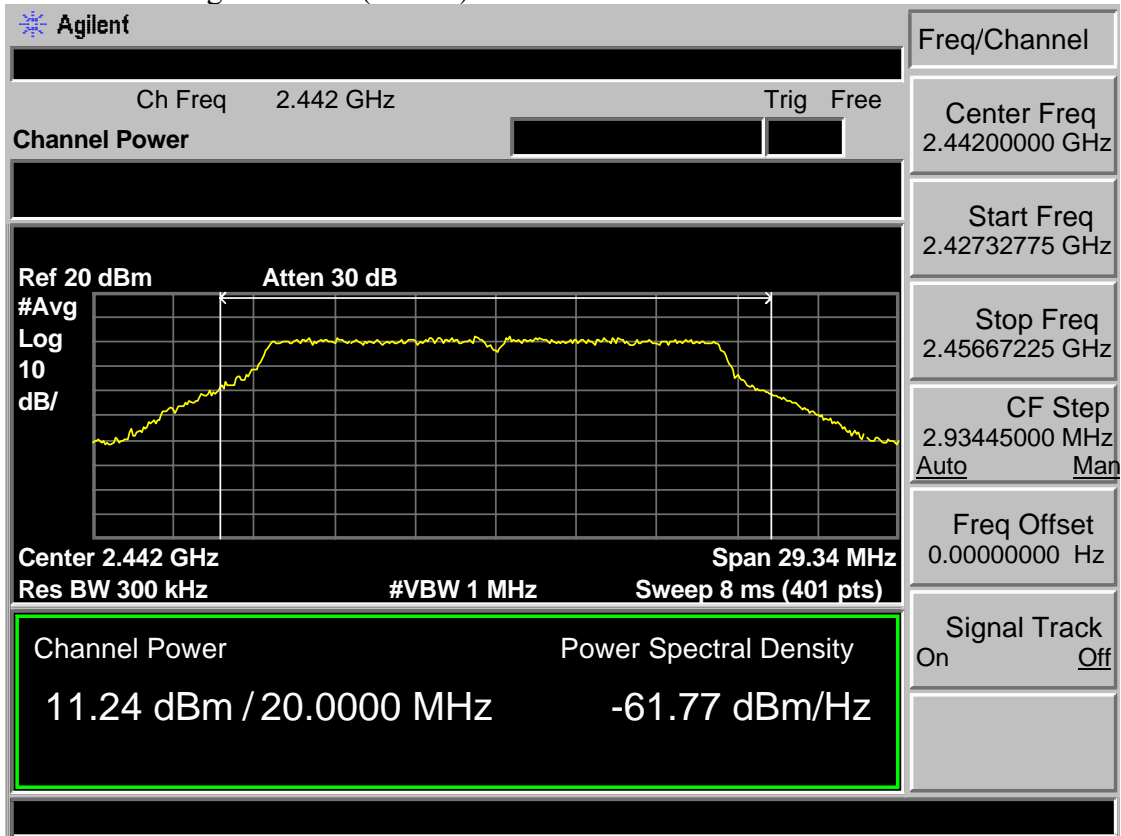 Agilent
Freq/Channel
Ch Freq 2.442 GHz Trig Free
Channel Power
Center Freq
2.44200000 GHz
Start Freq
2.42732775 GHz
Ref 20 dBm Atten 30 dB
#Avg
Log
10
dB/
Stop Freq
2.45667225 GHz
CF Step
2.93445000 MHz
Auto Man
Center 2.442 GHz Span 29.34 MHz
Res BW 300 kHz #VBW 1 MHz Sweep 8 ms (401 pts)
Freq Offset
0.00000000 Hz
Channel Power Power Spectral Density
11.24 dBm / 20.0000 MHz -61.77 dBm/Hz
Signal Track
On Off